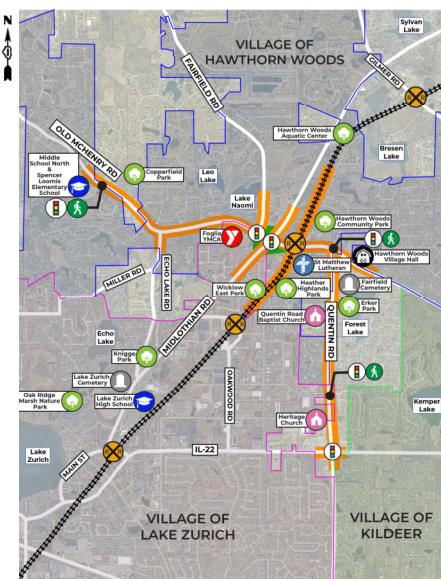 N
VILLAGE OF
HAWTHORN WOODS
Sylvan
Lake
FAIRFIELD RD
GILMER RD
Hawthorn Woods
Aquatic Center
Bresen
Lake
OLD MCHENRY RD
Middle
School North
&
Spencer
Loomis
Elementary
School
Copperfield
Park
Leo
Lake
Lake
Naomi
Hawthorn Woods
Community Park
Foglia
YMCA
St Matthew
Lutheran
Hawthorn Woods
Village Hall
MILLER RD
ECHO LAKE RD
Wicklow
East Park
Heather
Highlands
Park
Fairfield
Cemetery
MIDLOTHIAN RD
Quentin Road
Baptist Church
QUENTIN RD
Erker
Park
Forest
Lake
Echo
Lake
Knigge
Park
Lake Zurich
Cemetery
OAKWOOD RD
Oak Ridge
Marsh Nature
Park
Lake Zurich
High School
Kemper
Lake
Heritage
Church
Lake
Zurich
MAIN ST
IL-22
VILLAGE OF
LAKE ZURICH
VILLAGE OF
KILDEER